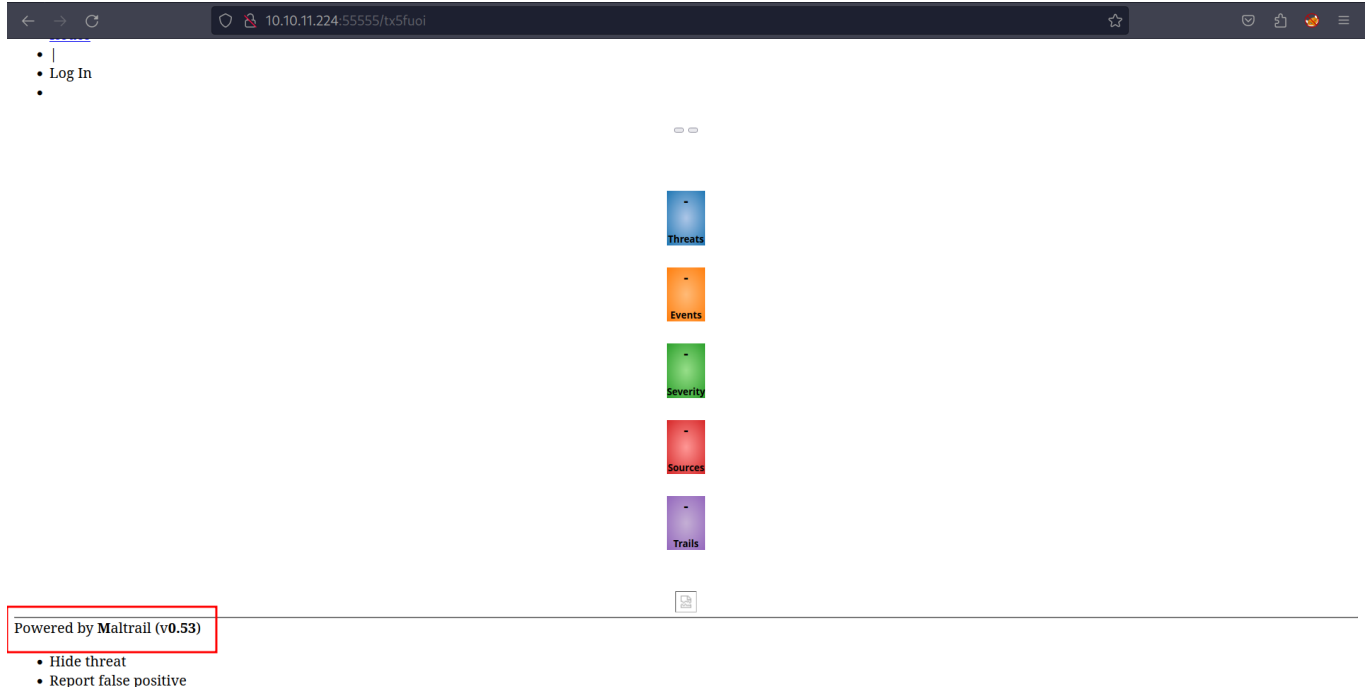 10.10.11.224:55555/tx5fuoi
|
Log In
-
Threats
-
Events
-
Severity
-
Sources
-
Trails
Powered by Maltrail (v0.53)
Hide threat
Report false positive